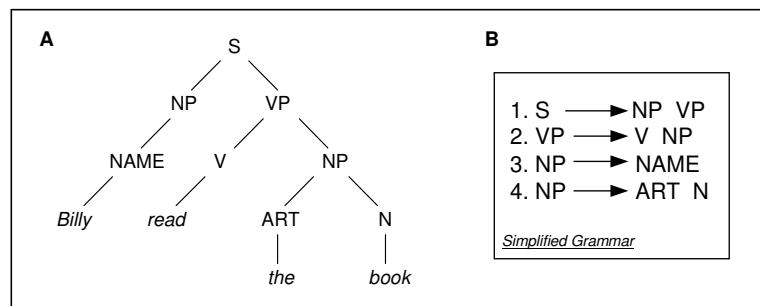 A
S
NP VP
NAME V NP
Billy read ART N
the book
B
1. S → NP VP
2. VP → V NP
3. NP → NAME
4. NP → ART N
Simplified Grammar